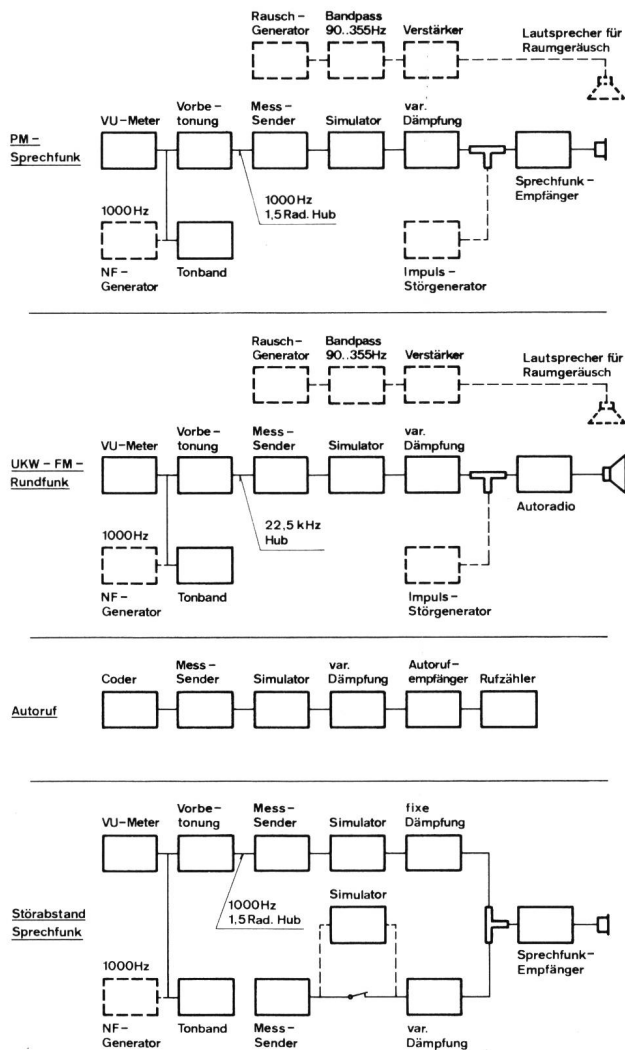 Rausch-
Generator
Bandpass
90..355Hz
Verstärker
Lautsprecher für
Raumgeräusch
PM-
Sprechfunk
VU-Meter
Vorbe-
tonung
Mess-
Sender
Simulator
var.
Dämpfung
Sprechfunk-
Empfänger
1000Hz
1,5 Rad. Hub
1000Hz
NF-
Generator
Tonband
Impuls-
Störgenerator
Rausch-
Generator
Bandpass
90..355Hz
Verstärker
Lautsprecher für
Raumgeräusch
UKW-FM-
Rundfunk
VU-Meter
Vorbe-
tonung
Mess-
Sender
Simulator
var.
Dämpfung
Autoradio
22,5 kHz
Hub
1000Hz
NF-
Generator
Tonband
Impuls-
Störgenerator
Autoruf
Coder
Mess-
Sender
Simulator
var.
Dämpfung
Autoruf-
empfänger
Rufzähler
Störabstand
Sprechfunk
VU-Meter
Vorbe-
tonung
Mess-
Sender
Simulator
fixe
Dämpfung
1000Hz
1,5 Rad. Hub
Simulator
Sprechfunk-
Empfänger
1000Hz
NF-
Generator
Tonband
Mess-
Sender
var.
Dämpfung